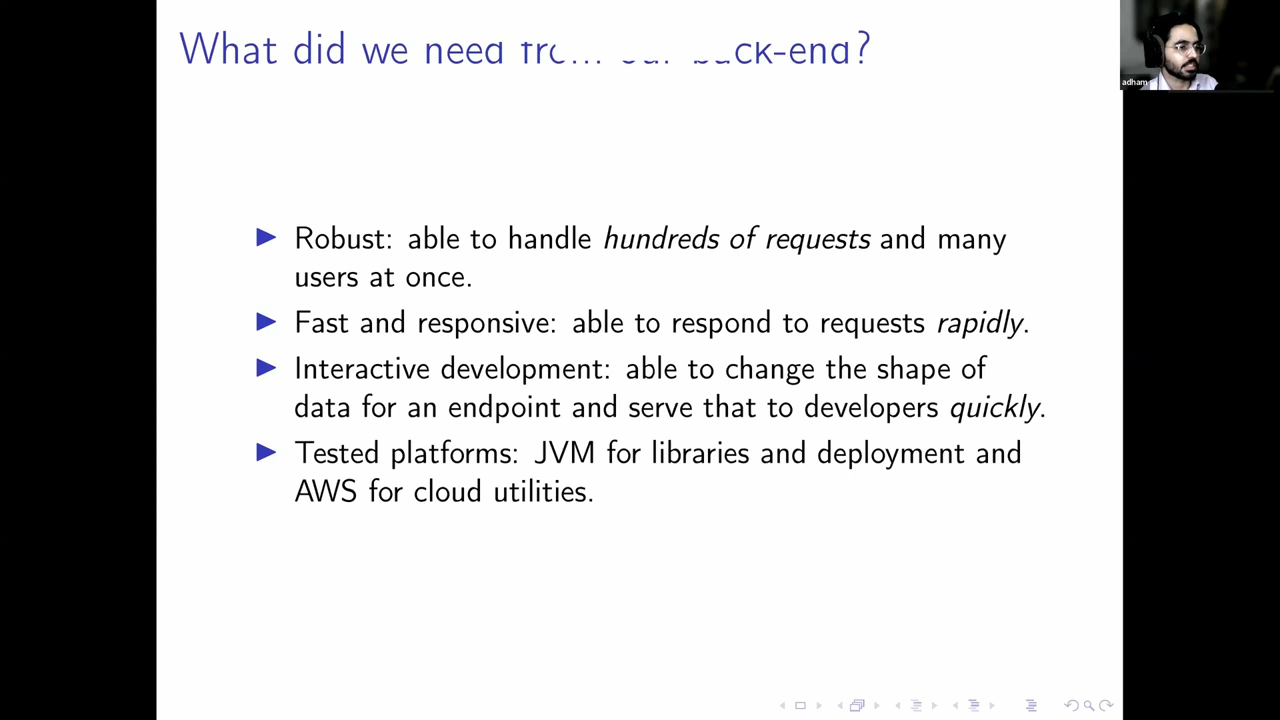 What did we need from our back-end?
adham
▶ Robust: able to handle hundreds of requests and many
users at once.
▶ Fast and responsive: able to respond to requests rapidly.
▶ Interactive development: able to change the shape of
data for an endpoint and serve that to developers quickly.
▶ Tested platforms: JVM for libraries and deployment and
AWS for cloud utilities.